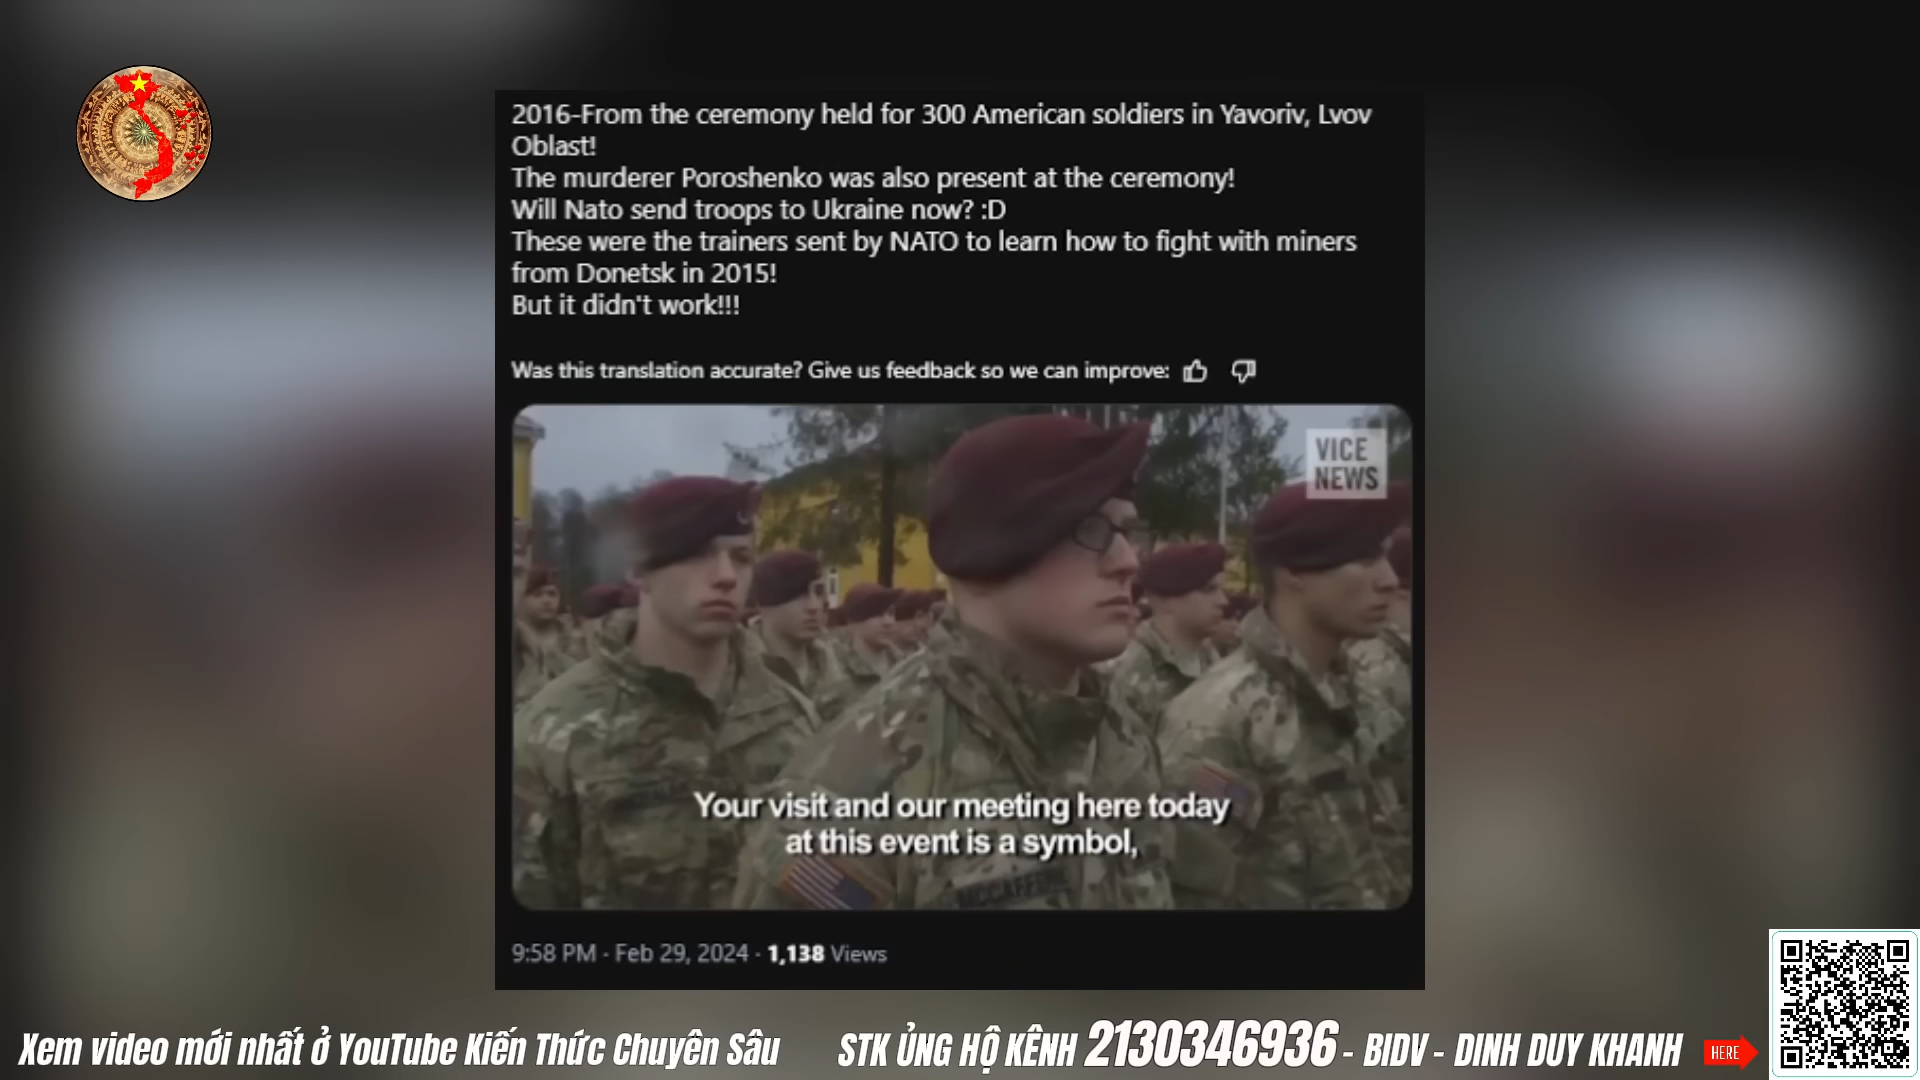 2016-From the ceremony held for 300 American soldiers in Yavoriv, Lvov
Oblast!
The murderer Poroshenko was also present at the ceremony!
Will Nato send troops to Ukraine now? :D
These were the trainers sent by NATO to learn how to fight with miners
from Donetsk in 2015!
But it didn't work!!!
Was this translation accurate? Give us feedback so we can improve:
VICE
NEWS
Your visit and our meeting here today
at this event is a symbol,
9:58 PM · Feb 29, 2024 · 1,138 Views
Xem video mới nhất ở YouTube Kiến Thức Chuyên Sâu
STK ỦNG HỘ KÊNH 2130346936 - BIDV - DINH DUY KHANH
HERE